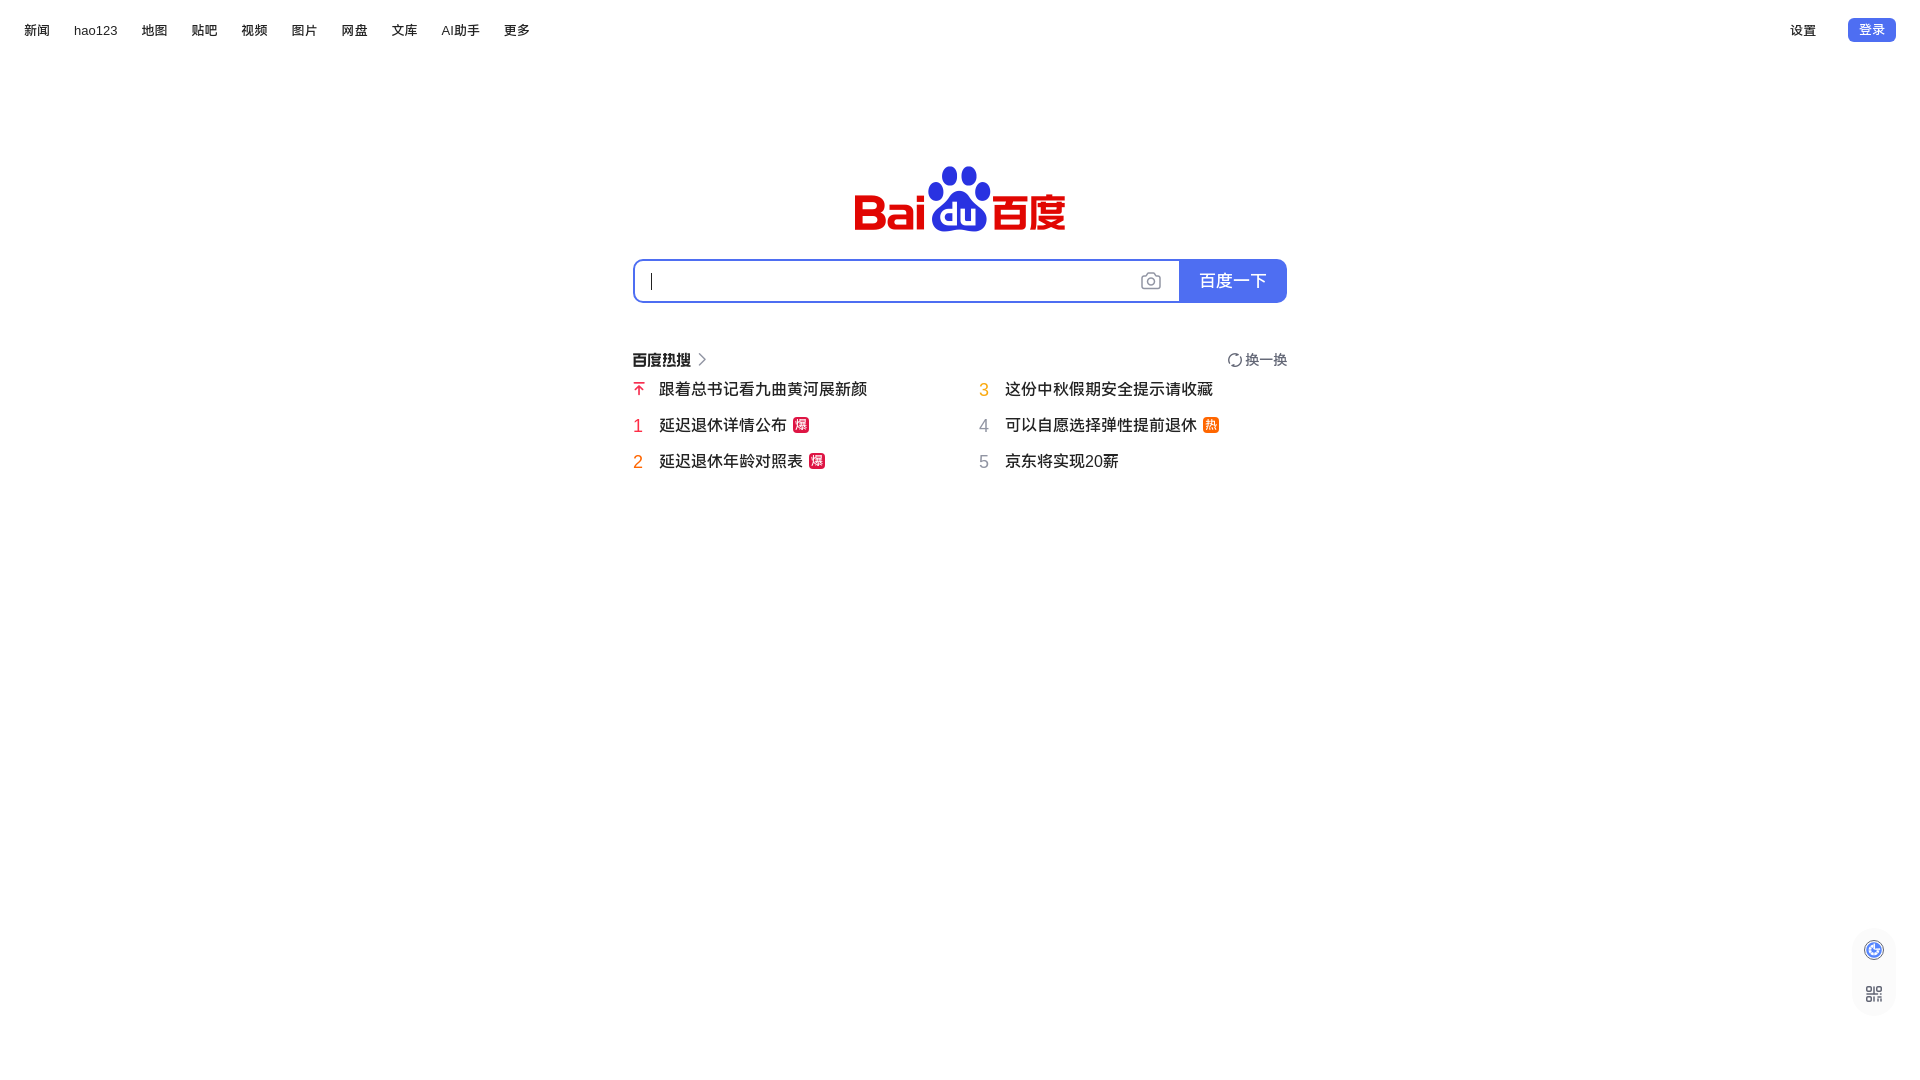 新闻 hao123 地图 贴吧 视频 图片 网盘 文库 AI助手 更多 设置 登录
Baidu百度
百度一下
百度热搜 换一换
跟着总书记看九曲黄河展新颜
1 延迟退休详情公布 爆
2 延迟退休年龄对照表 爆
3 这份中秋假期安全提示请收藏
4 可以自愿选择弹性提前退休 热
5 京东将实现20薪